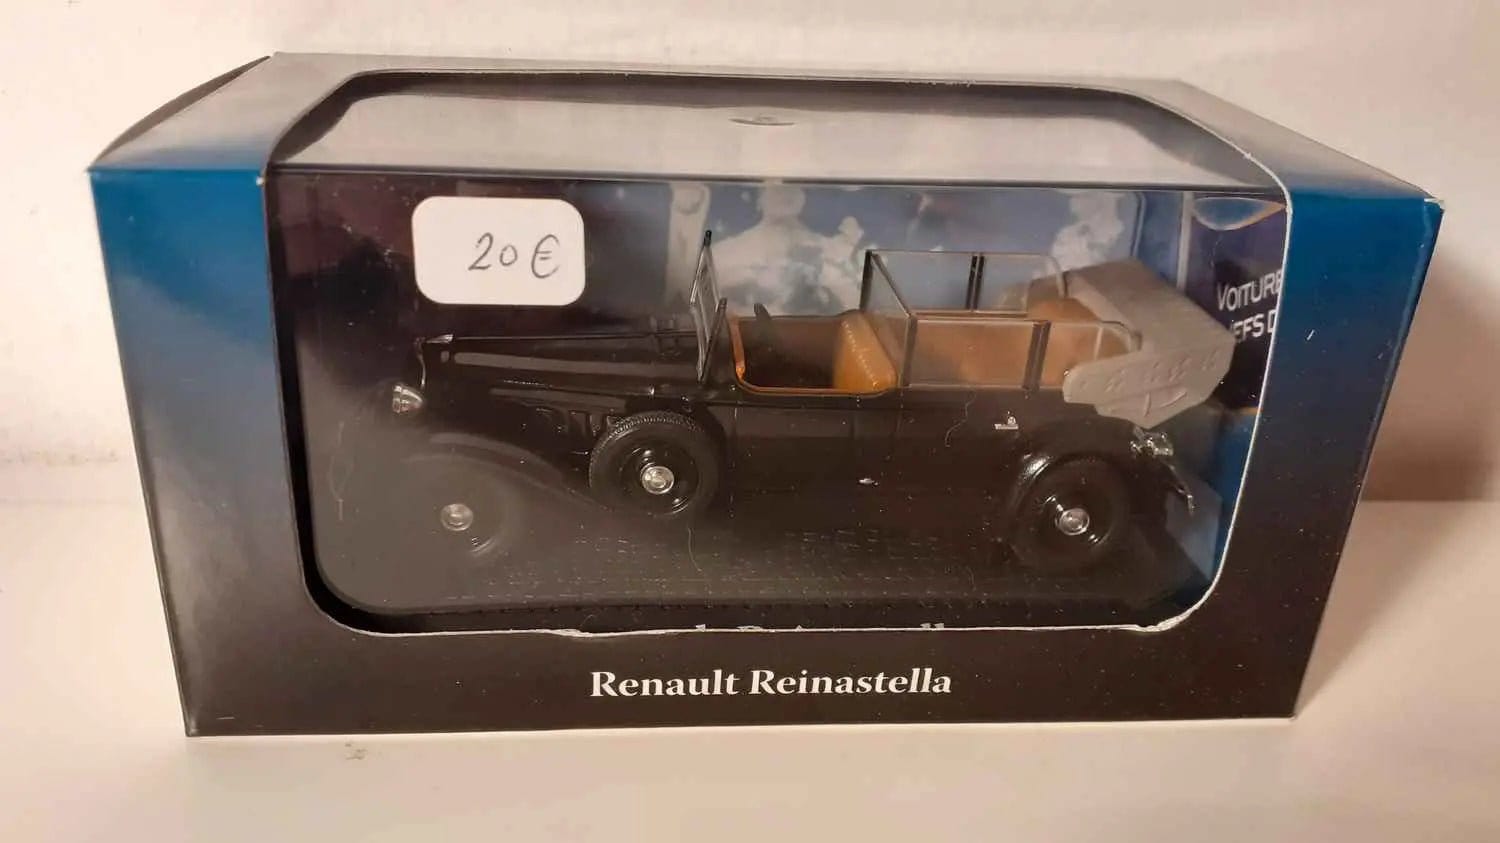 20€
VOITURE
EFS D
Renault Reinastella